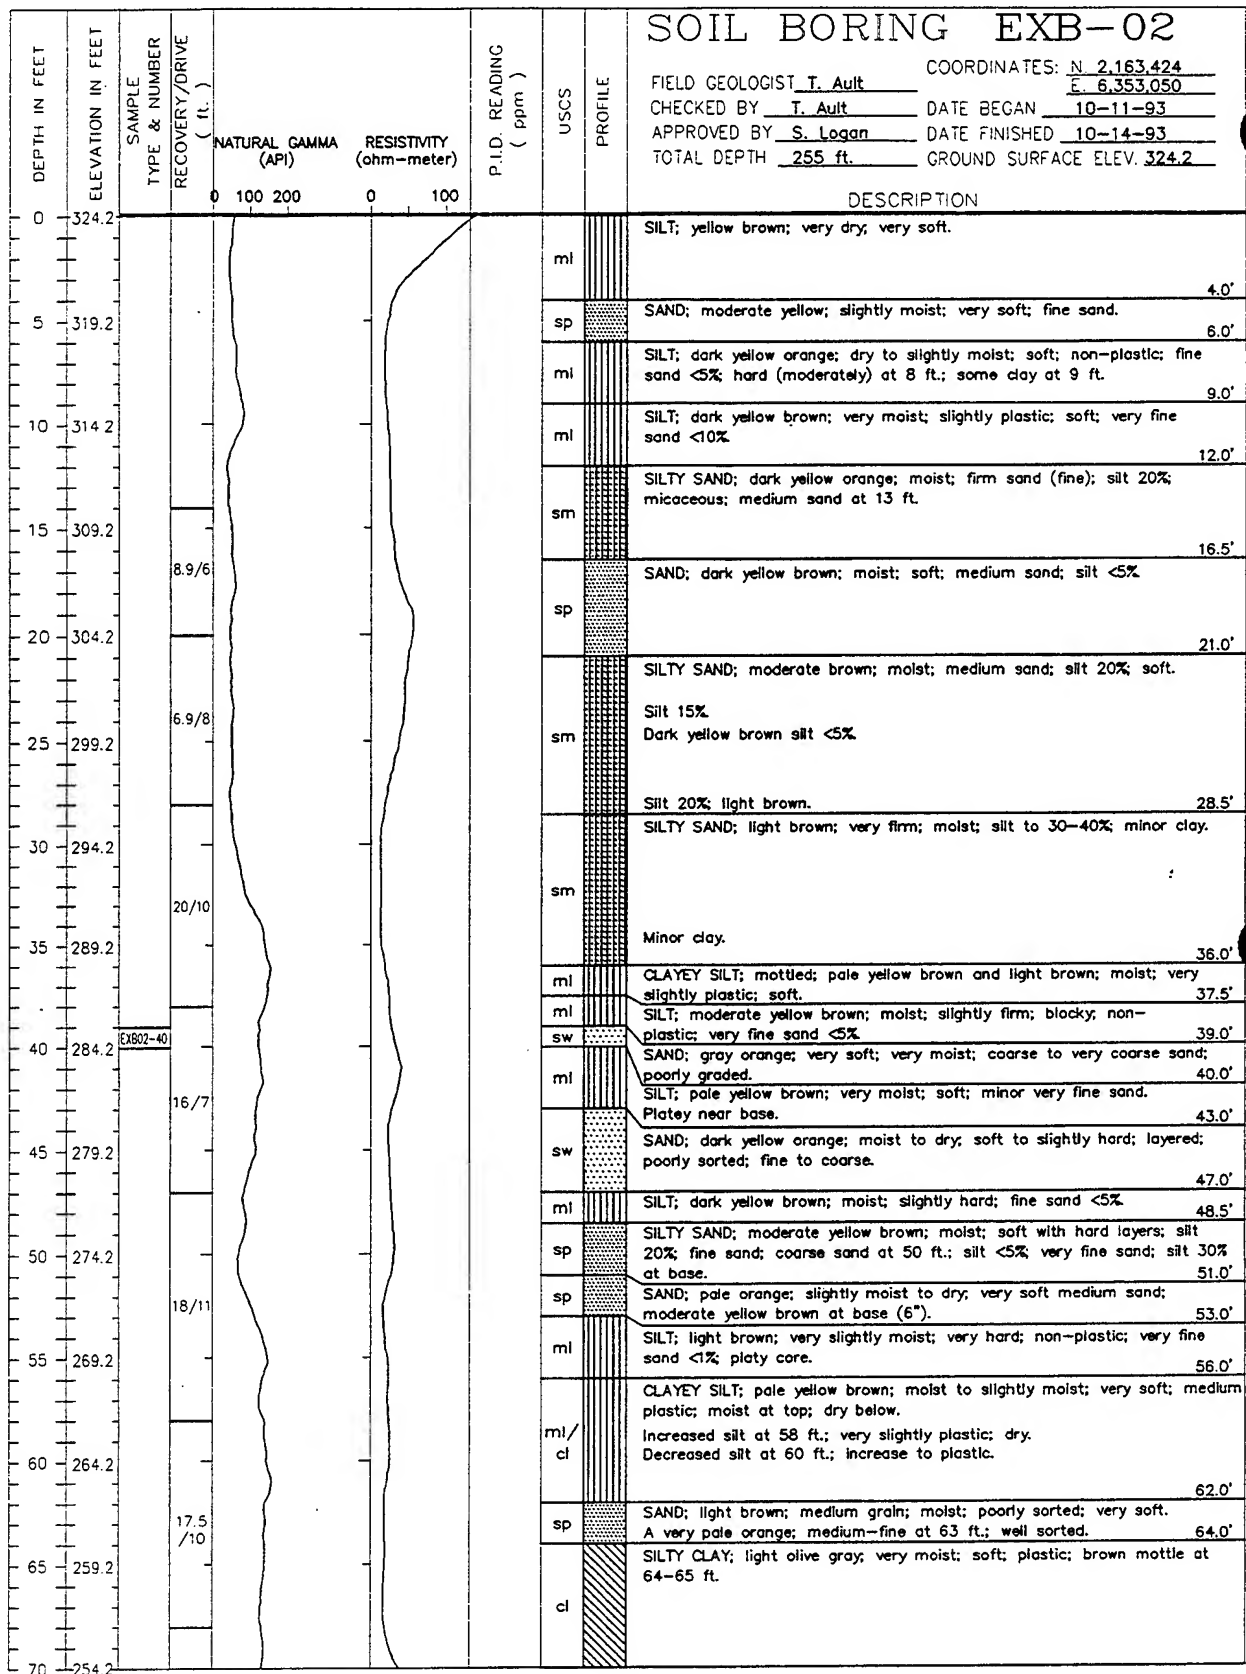 SOIL BORING EXB-02
FIELD GEOLOGIST T. Ault
COORDINATES: N 2,163,424
E. 6,353,050
CHECKED BY T. Ault DATE BEGAN 10-11-93
APPROVED BY S. Logan DATE FINISHED 10-14-93
TOTAL DEPTH 255 ft. GROUND SURFACE ELEV. 324.2
DEPTH IN FEET
ELEVATION IN FEET
SAMPLE
TYPE & NUMBER
RECOVERY/DRIVE
( ft. )
NATURAL GAMMA
(API)
RESISTIVITY
(ohm-meter)
P.I.D. READING
( ppm )
USCS
PROFILE
DESCRIPTION
0 100 200
0 100
0 324.2
ml
SILT; yellow brown; very dry; very soft.
4.0'
5 319.2
sp
SAND; moderate yellow; slightly moist; very soft; fine sand.
6.0'
ml
SILT; dark yellow orange; dry to slightly moist; soft; non-plastic; fine
sand <5%; hard (moderately) at 8 ft.; some clay at 9 ft.
9.0'
10 314.2
ml
SILT; dark yellow brown; very moist; slightly plastic; soft; very fine
sand <10%.
12.0'
sm
SILTY SAND; dark yellow orange; moist; firm sand (fine); silt 20%;
micaceous; medium sand at 13 ft.
15 309.2
16.5'
8.9/6
sp
SAND; dark yellow brown; moist; soft; medium sand; silt <5%.
20 304.2
21.0'
sm
SILTY SAND; moderate brown; moist; medium sand; silt 20%; soft.
6.9/8
Silt 15%.
Dark yellow brown silt <5%.
25 299.2
Silt 20%; light brown.
28.5'
sm
SILTY SAND; light brown; very firm; moist; silt to 30-40%; minor clay.
30 294.2
20/10
Minor clay.
35 289.2
36.0'
ml
CLAYEY SILT; mottled; pale yellow brown and light brown; moist; very
slightly plastic; soft.
37.5'
ml
SILT; moderate yellow brown; moist; slightly firm; blocky; non-
plastic; very fine sand <5%.
39.0'
EXB02-40
sw
SAND; gray orange; very soft; very moist; coarse to very coarse sand;
poorly graded.
40.0'
40 284.2
ml
SILT; pale yellow brown; very moist; soft; minor very fine sand.
Platey near base.
43.0'
16/7
sw
SAND; dark yellow orange; moist to dry; soft to slightly hard; layered;
poorly sorted; fine to coarse.
45 279.2
47.0'
ml
SILT; dark yellow brown; moist; slightly hard; fine sand <5%.
48.5'
sp
SILTY SAND; moderate yellow brown; moist; soft with hard layers; silt
20%; fine sand; coarse sand at 50 ft.; silt <5%; very fine sand; silt 30%
at base.
51.0'
50 274.2
18/11
sp
SAND; pale orange; slightly moist to dry; very soft medium sand;
moderate yellow brown at base (6").
53.0'
ml
SILT; light brown; very slightly moist; very hard; non-plastic; very fine
sand <1%; platy core.
55 269.2
56.0'
ml/
cl
CLAYEY SILT; pale yellow brown; moist to slightly moist; very soft; medium
plastic; moist at top; dry below.
Increased silt at 58 ft.; very slightly plastic; dry.
Decreased silt at 60 ft.; increase to plastic.
60 264.2
62.0'
17.5
/10
sp
SAND; light brown; medium grain; moist; poorly sorted; very soft.
A very pale orange; medium-fine at 63 ft.; well sorted.
64.0'
65 259.2
cl
SILTY CLAY; light olive gray; very moist; soft; plastic; brown mottle at
64-65 ft.
70 254.2